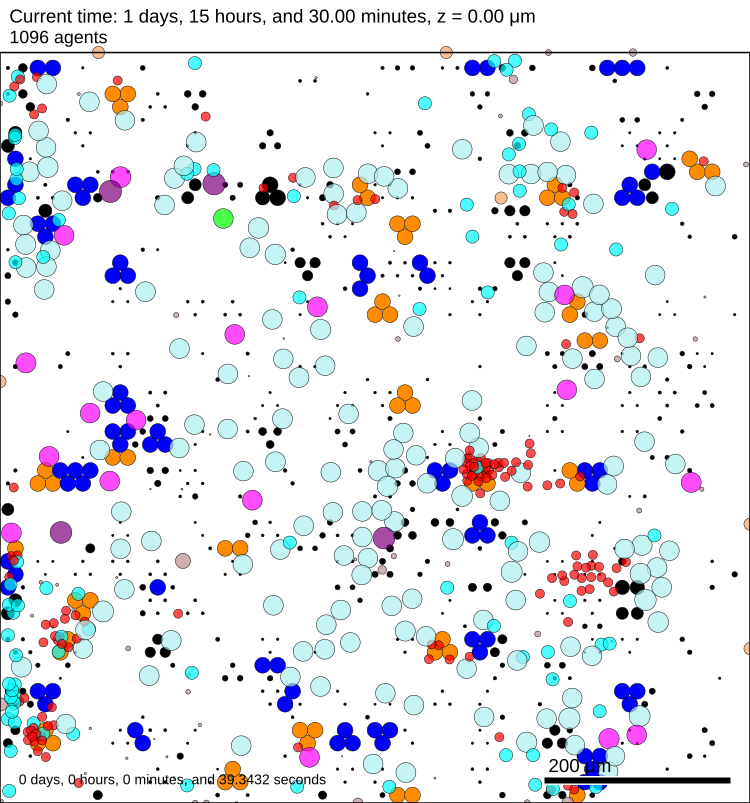 Current time: 1 days, 15 hours, and 30.00 minutes, z = 0.00 μm
1096 agents
200 μm
0 days, 0 hours, 0 minutes, and 39.3432 seconds